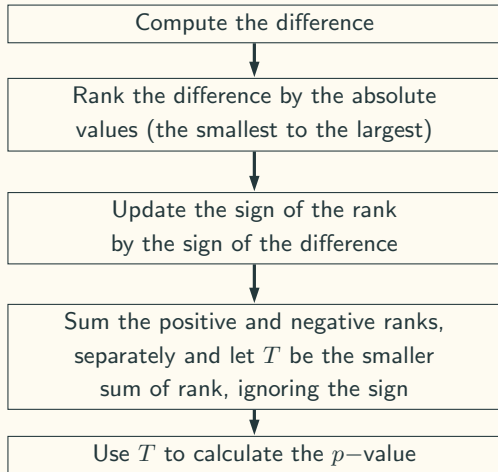 Compute the difference
Rank the difference by the absolute
values (the smallest to the largest)
Update the sign of the rank
by the sign of the difference
Sum the positive and negative ranks,
separately and let T be the smaller
sum of rank, ignoring the sign
Use T to calculate the p−value